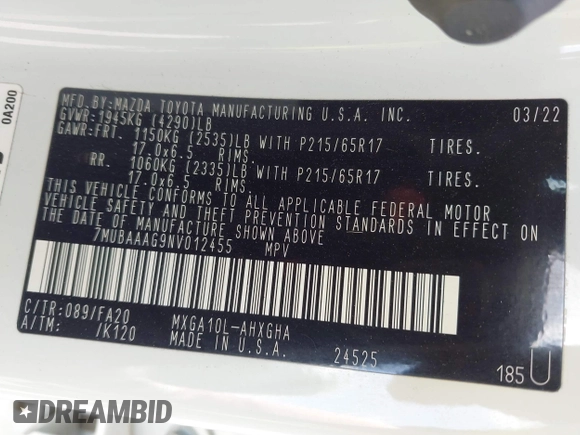 0A200
MFD.BY:MAZDA TOYOTA MANUFACTURING U.S.A. INC. 03/22
GVWR:1945KG (4290)LB
GAWR:FRT. 1150KG (2535)LB WITH P215/65R17 TIRES.
17.0x6.5 RIMS.
RR. 1060KG (2335)LB WITH P215/65R17 TIRES.
17.0x6.5 RIMS.
THIS VEHICLE CONFORMS TO ALL APPLICABLE FEDERAL MOTOR
VEHICLE SAFETY AND THEFT PREVENTION STANDARDS IN EFFECT ON
THE DATE OF MANUFACTURE SHOWN ABOVE
7MUBAAAG9NV012455 MPV
C/TR:089/FA20 MXGA10L-AHXGHA
A/TM: /K120 MADE IN U.S.A. 24525
185U
DREAMBID